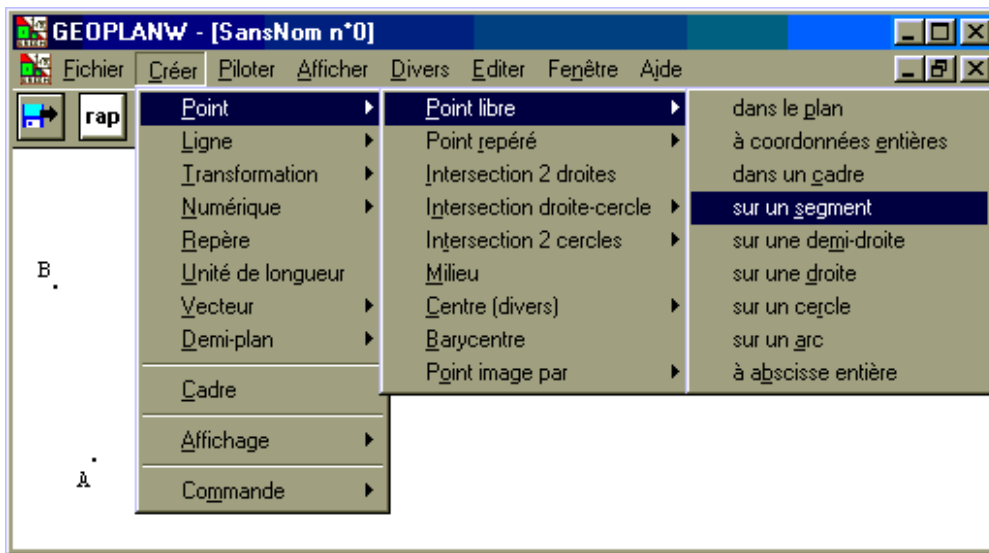 GEOPLANW - [SansNom n°0]
Fichier Créer Piloter Afficher Divers Editer Fenêtre Aide
rap
Point
Ligne
Transformation
Numérique
Repère
Unité de longueur
Vecteur
Demi-plan
Cadre
Affichage
Commande
Point libre
Point repéré
Intersection 2 droites
Intersection droite-cercle
Intersection 2 cercles
Milieu
Centre (divers)
Barycentre
Point image par
dans le plan
à coordonnées entières
dans un cadre
sur un segment
sur une demi-droite
sur une droite
sur un cercle
sur un arc
à abscisse entière
B
A